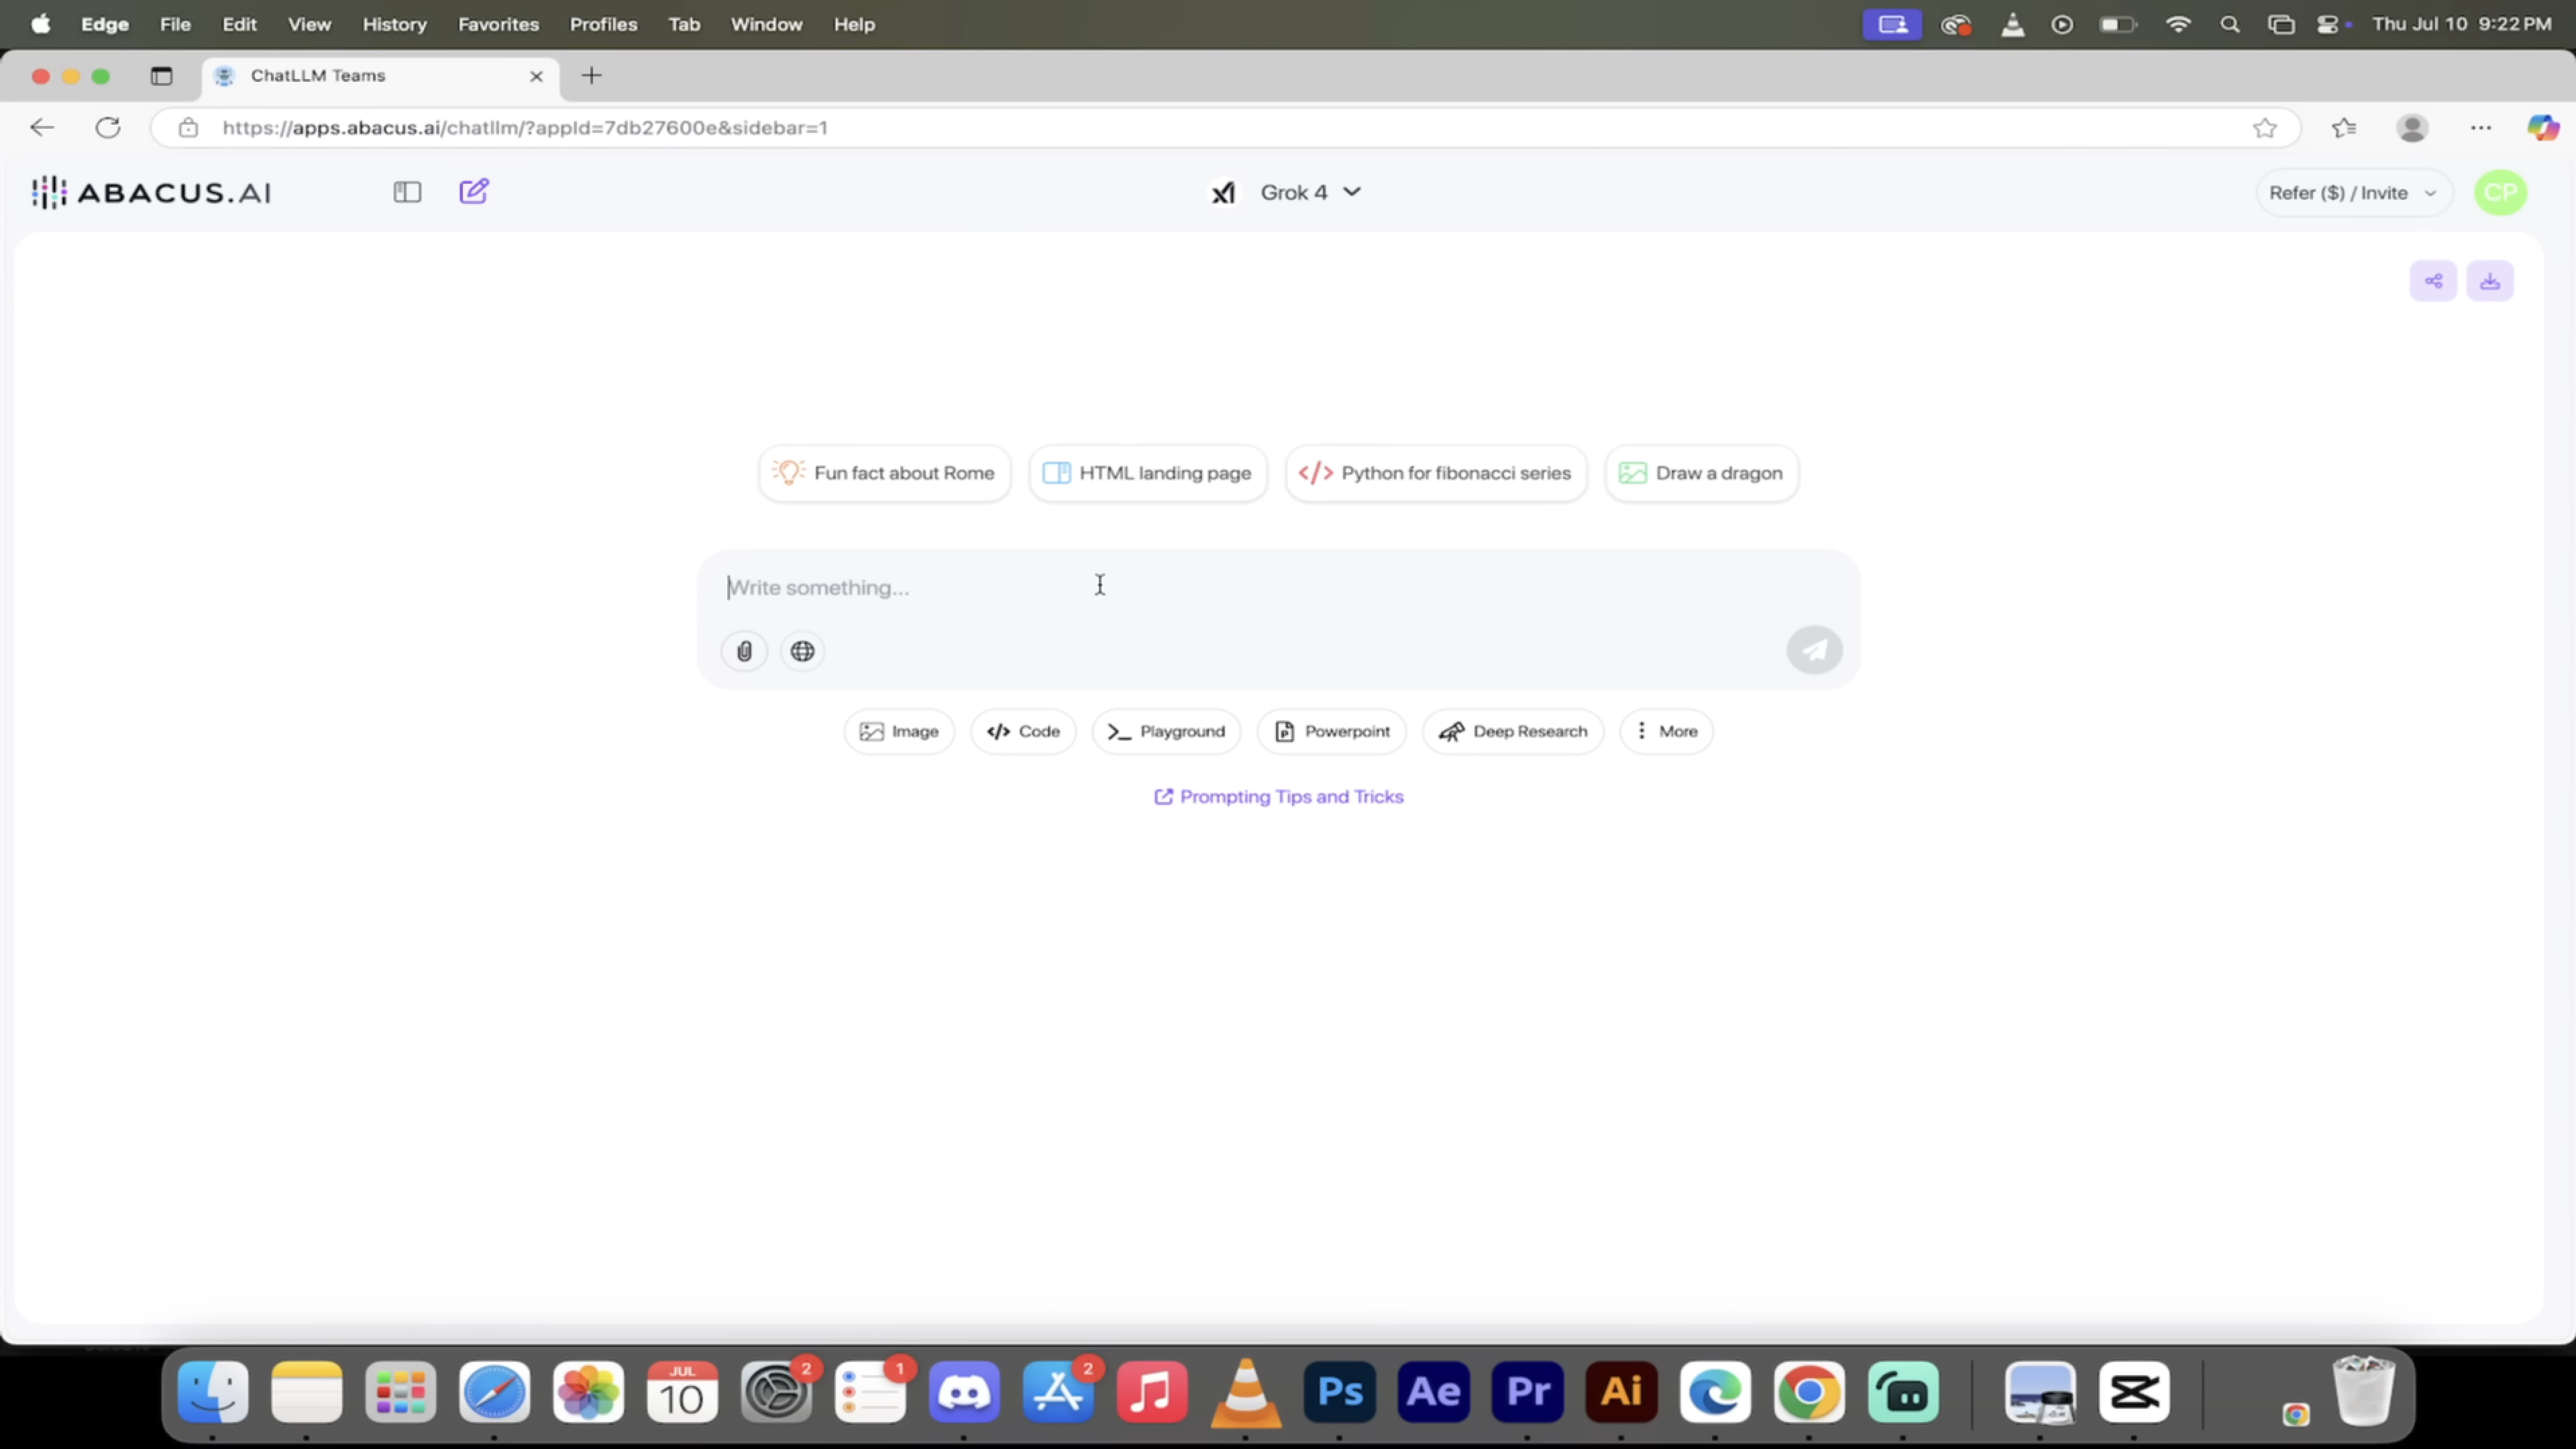 Edge File Edit View History Favorites Profiles Tab Window Help Thu Jul 10 9:22 PM
ChatLLM Teams
https://apps.abacus.ai/chatllm/?appId=7db27600e&sidebar=1
ABACUS.AI Grok 4 Refer ($) / Invite CP
Fun fact about Rome HTML landing page Python for fibonacci series Draw a dragon
Write something...
Image Code Playground Powerpoint Deep Research More
Prompting Tips and Tricks
JUL 2 1 2
10 Ps Ae Pr Ai